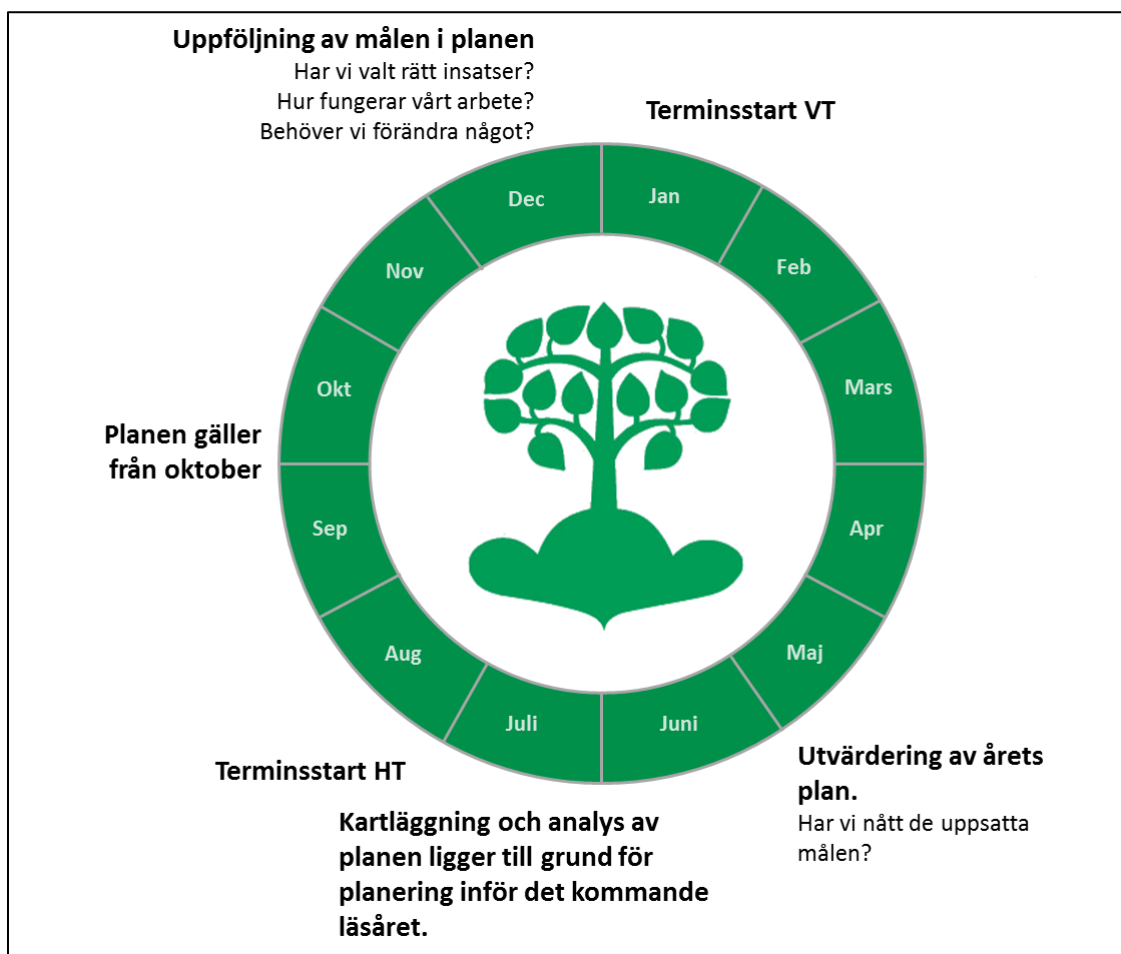 Uppföljning av målen i planen
Har vi valt rätt insatser?
Hur fungerar vårt arbete?
Behöver vi förändra något?
Terminsstart VT
Dec
Jan
Nov
Feb
Okt
Mars
Planen gäller
från oktober
Sep
Apr
Aug
Maj
Juli
Juni
Terminsstart HT
Utvärdering av årets
plan.
Har vi nått de uppsatta
målen?
Kartläggning och analys av
planen ligger till grund för
planering inför det kommande
läsåret.